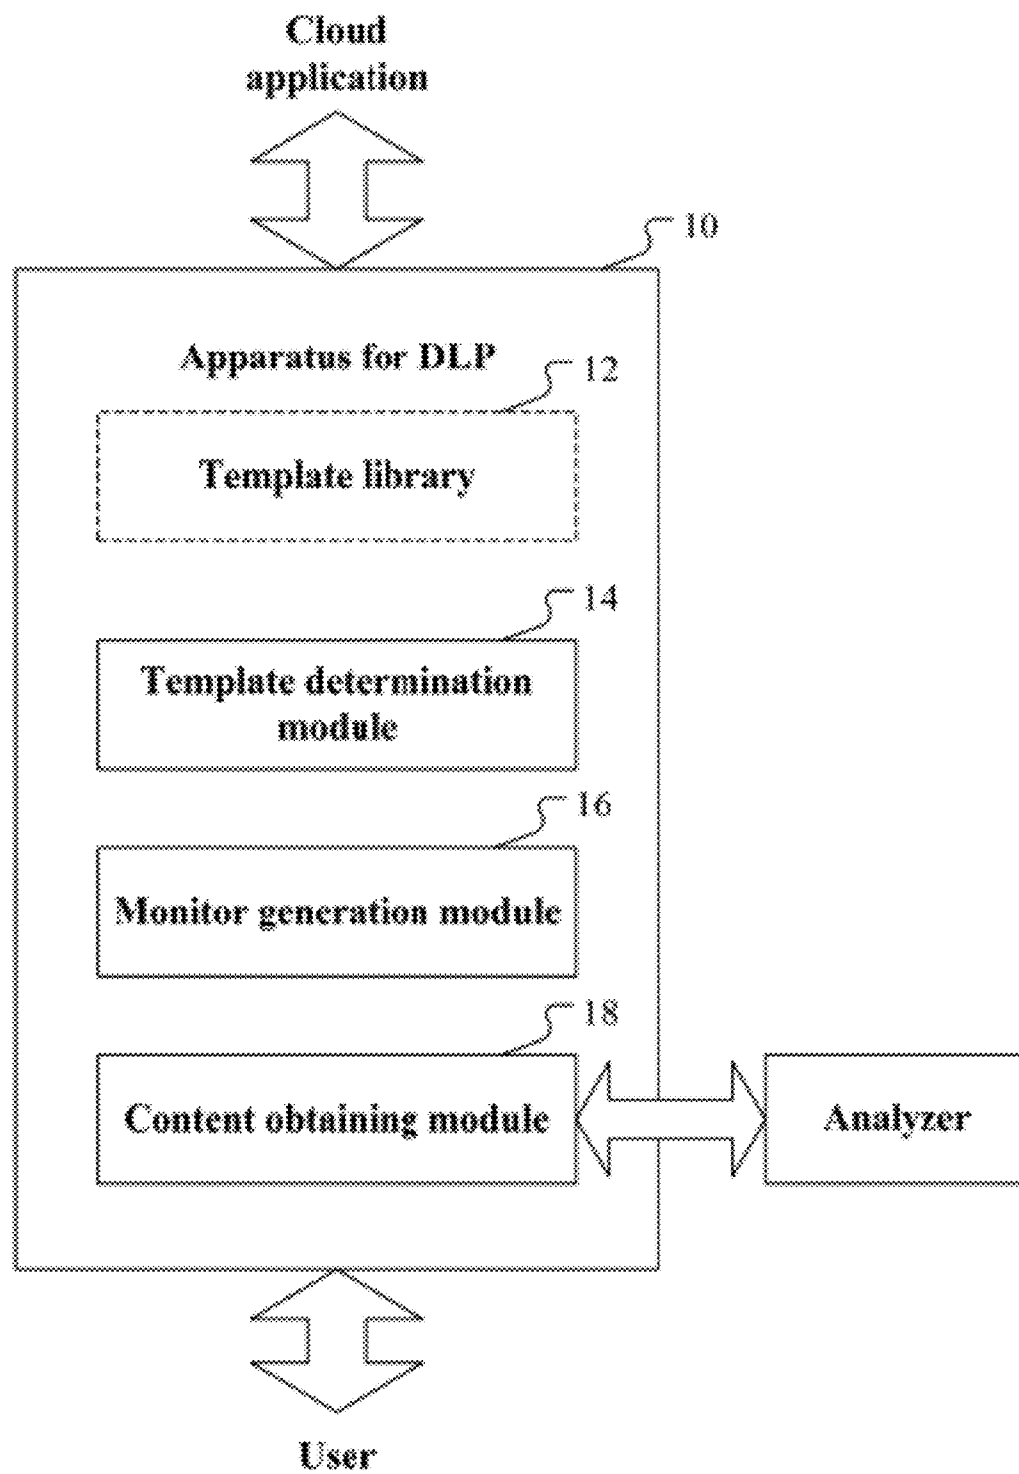 Cloud
application
10
Apparatus for DLP
12
Template library
14
Template determination
module
16
Monitor generation module
18
Content obtaining module
Analyzer
User